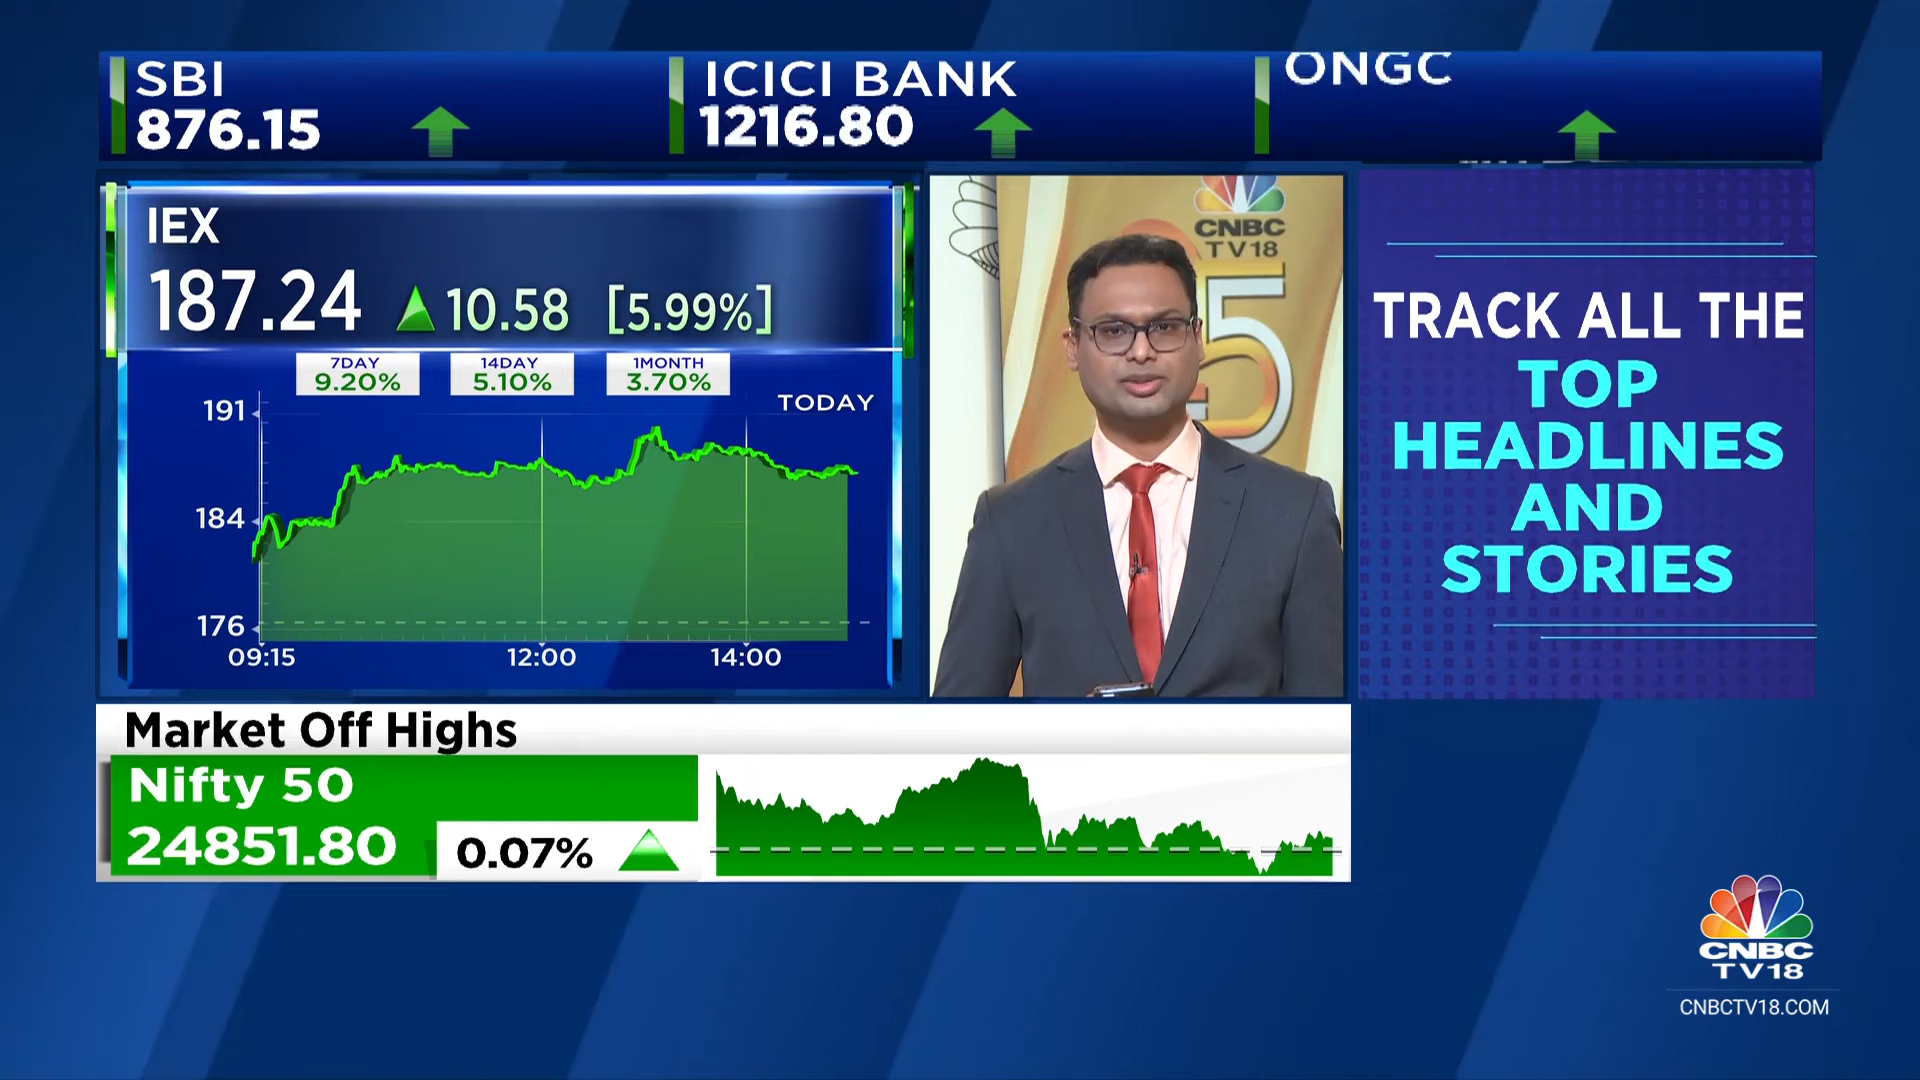 SBI
876.15
ICICI BANK
1216.80
ONGC
IEX
187.24 10.58 [5.99%]
7DAY
9.20%
14DAY
5.10%
1MONTH
3.70%
TODAY
191
184
176
09:15 12:00 14:00
CNBC
TV18
5
TRACK ALL THE
TOP
HEADLINES
AND
STORIES
Market Off Highs
Nifty 50
24851.80
0.07%
CNBC
TV18
CNBCTV18.COM